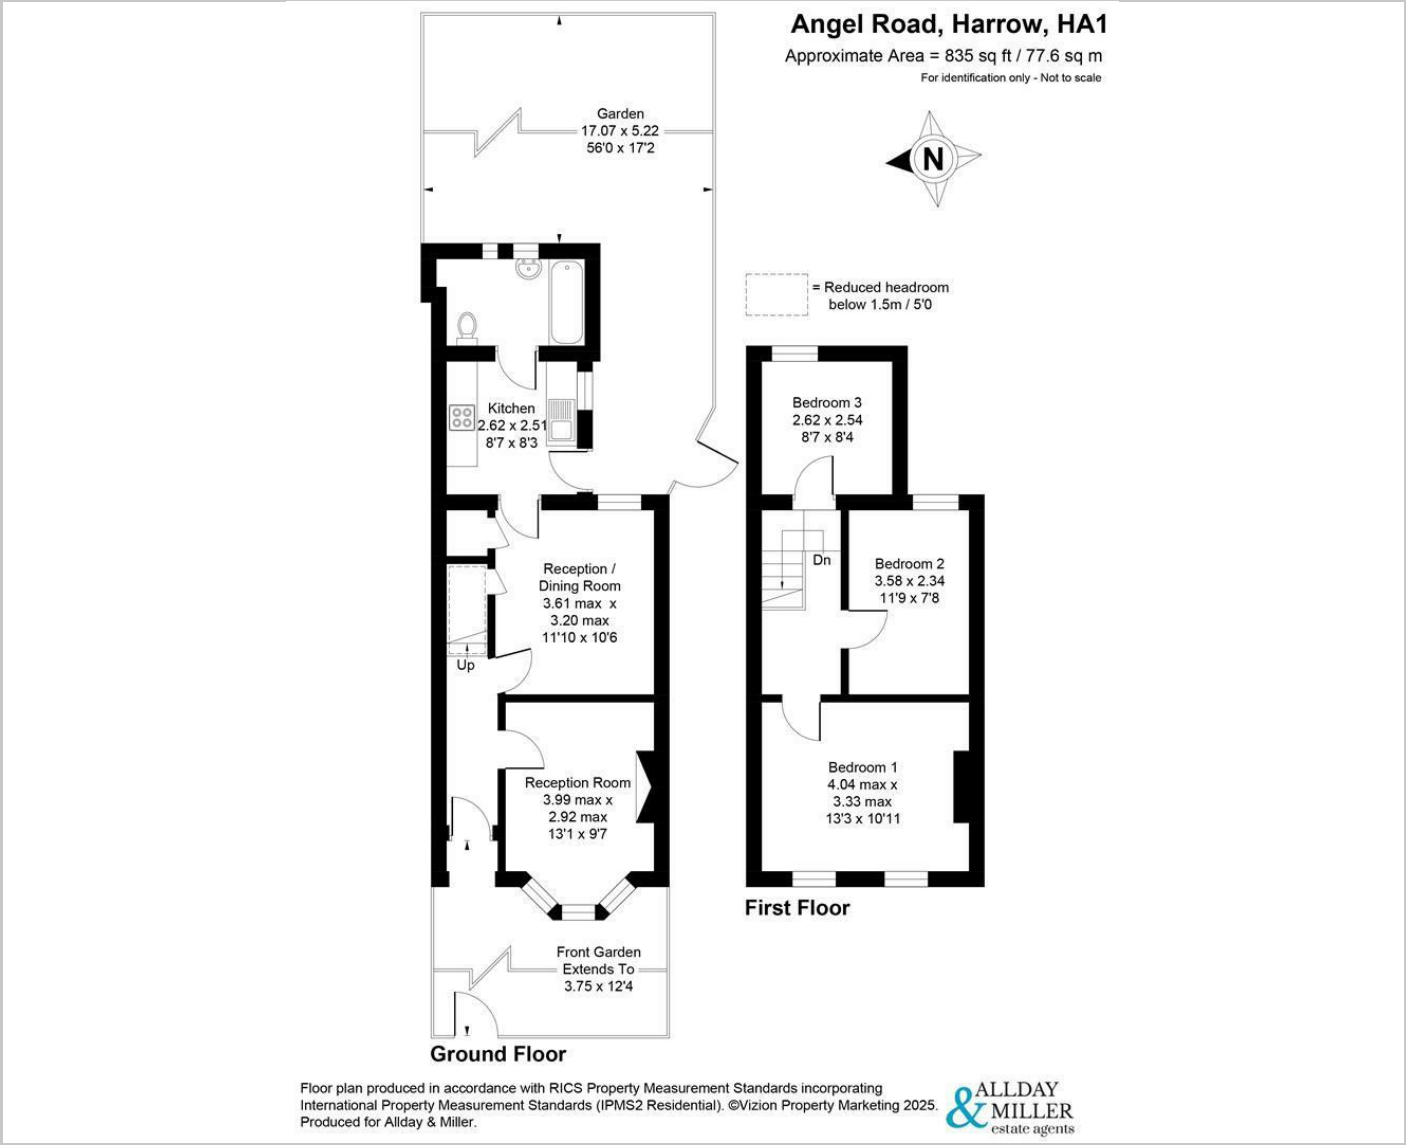 Angel Road, Harrow, HA1
Approximate Area = 835 sq ft / 77.6 sq m
For identification only - Not to scale
N
Garden
17.07 x 5.22
56'0 x 17'2
= Reduced headroom
below 1.5m / 5'0
Kitchen
2.62 x 2.51
8'7 x 8'3
Reception /
Dining Room
3.61 max x
3.20 max
11'10 x 10'6
Up
Reception Room
3.99 max x
2.92 max
13'1 x 9'7
Front Garden
Extends To
3.75 x 12'4
Ground Floor
Bedroom 3
2.62 x 2.54
8'7 x 8'4
Dn
Bedroom 2
3.58 x 2.34
11'9 x 7'8
Bedroom 1
4.04 max x
3.33 max
13'3 x 10'11
First Floor
Floor plan produced in accordance with RICS Property Measurement Standards incorporating
International Property Measurement Standards (IPMS2 Residential). ©Vizion Property Marketing 2025.
Produced for Allday & Miller.
ALLDAY
& MILLER
estate agents